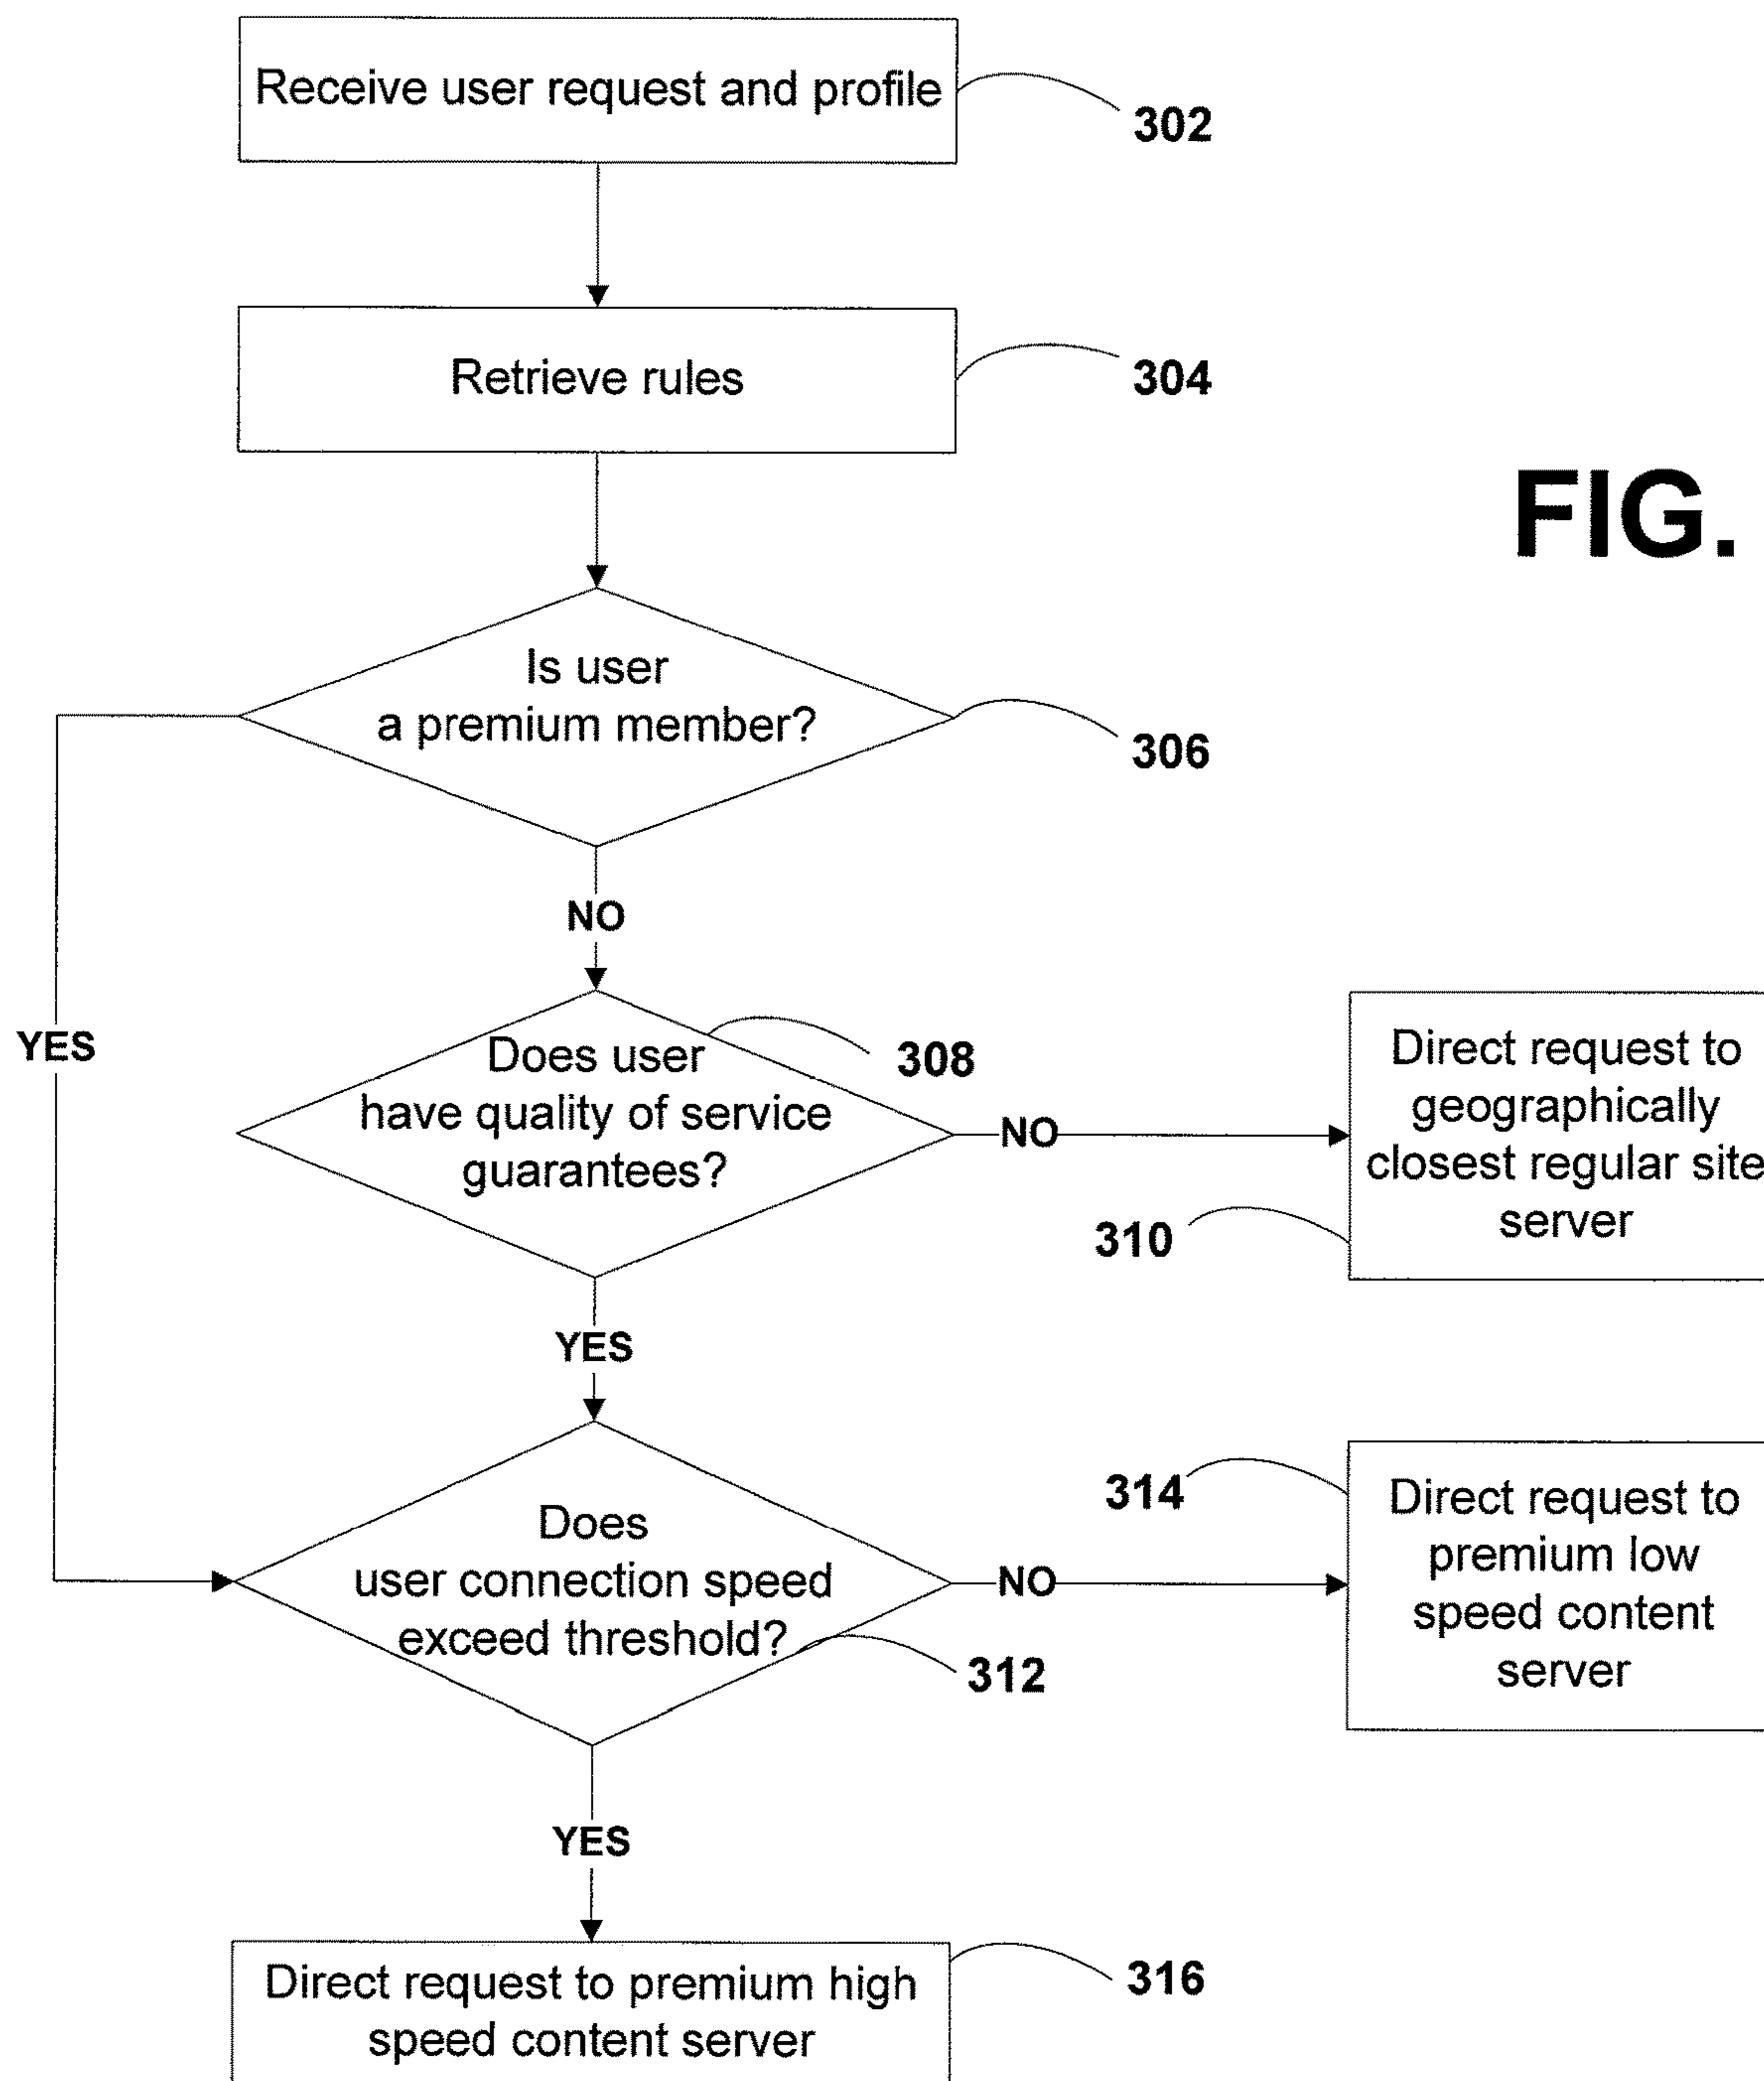 Receive user request and profile
302
Retrieve rules
304
FIG.
Is user
a premium member?
306
NO
YES
Does user
have quality of service
guarantees?
308
NO
Direct request to
geographically
closest regular site
server
310
YES
Does
user connection speed
exceed threshold?
312
NO
314
Direct request to
premium low
speed content
server
YES
Direct request to premium high
speed content server
316